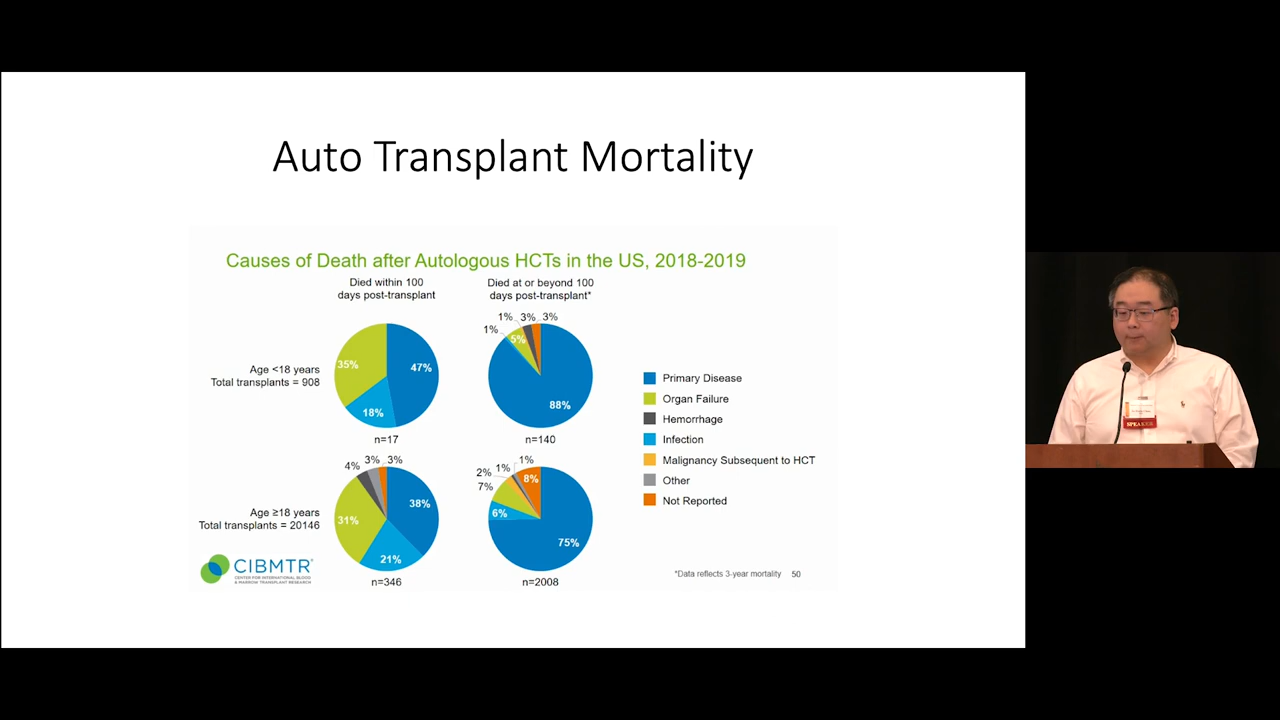 Auto Transplant Mortality
Causes of Death after Autologous HCTs in the US, 2018-2019
Died within 100
days post-transplant
Died at or beyond 100
days post-transplant*
Age <18 years
Total transplants = 908
35%
47%
18%
n=17
1%
1%
3%
3%
5%
88%
n=140
Age ≥18 years
Total transplants = 20146
4%
3%
3%
38%
31%
21%
n=346
2%
1%
1%
7%
8%
6%
75%
n=2008
Primary Disease
Organ Failure
Hemorrhage
Infection
Malignancy Subsequent to HCT
Other
Not Reported
CIBMTR®
CENTER FOR INTERNATIONAL BLOOD
& MARROW TRANSPLANT RESEARCH
*Data reflects 3-year mortality 50
SPEAKER